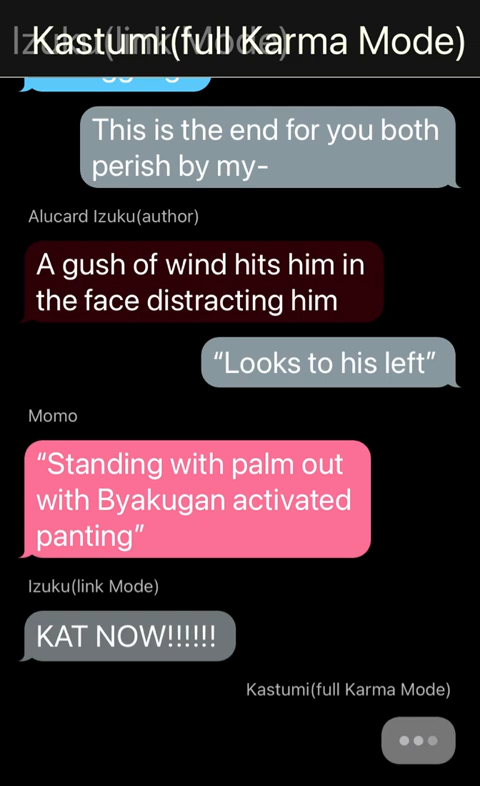 Kastumi(full Karma Mode)
This is the end for you both
perish by my-
Alucard Izuku(author)
A gush of wind hits him in
the face distracting him
“Looks to his left”
Momo
“Standing with palm out
with Byakugan activated
panting”
Izuku(link Mode)
KAT NOW!!!!!!
Kastumi(full Karma Mode)